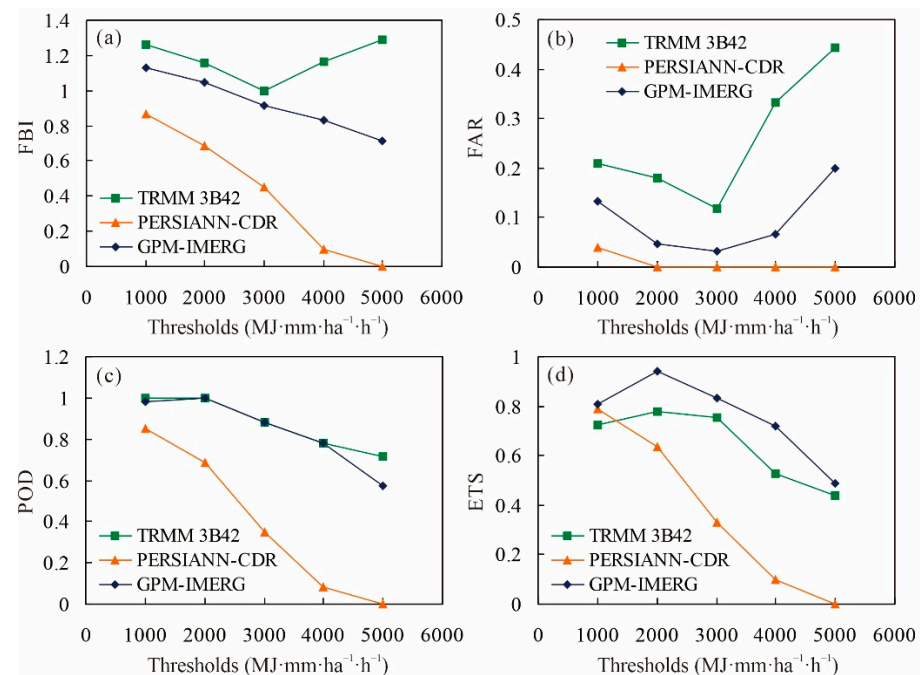 (a)
1.4
1.2
1
0.8
0.6
0.4
0.2
0
FBI
TRMM 3B42
PERSIANN-CDR
GPM-IMERG
0 1000 2000 3000 4000 5000 6000
Thresholds (MJ·mm·ha⁻¹·h⁻¹)
(b)
0.5
0.4
0.3
0.2
0.1
0
FAR
TRMM 3B42
PERSIANN-CDR
GPM-IMERG
0 1000 2000 3000 4000 5000 6000
Thresholds (MJ·mm·ha⁻¹·h⁻¹)
(c)
1.2
1
0.8
0.6
0.4
0.2
0
POD
TRMM 3B42
PERSIANN-CDR
GPM-IMERG
0 1000 2000 3000 4000 5000 6000
Thresholds (MJ·mm·ha⁻¹·h⁻¹)
(d)
1
0.8
0.6
0.4
0.2
0
ETS
TRMM 3B42
PERSIANN-CDR
GPM-IMERG
0 1000 2000 3000 4000 5000 6000
Thresholds (MJ·mm·ha⁻¹·h⁻¹)